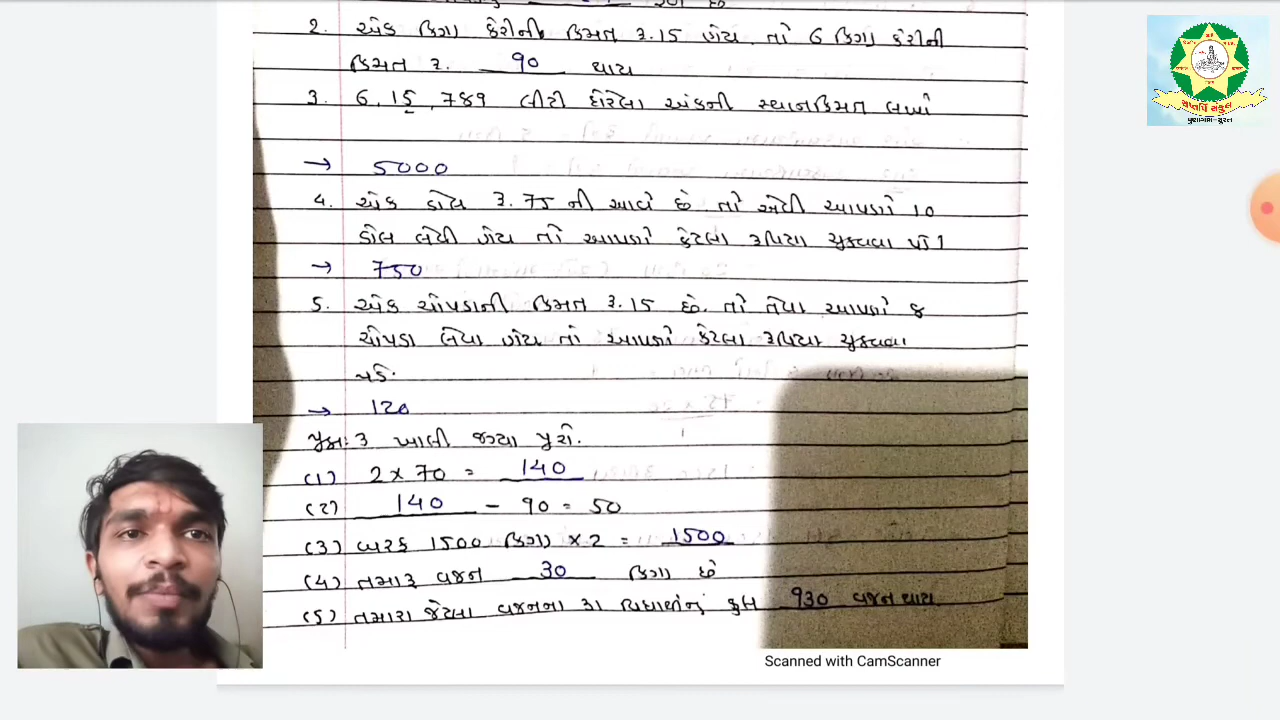 2. એક કિગ્રા કેરીની કિંમત રૂ.15 હોય તો 6 કિગ્રા કેરીની
કિંમત રૂ. 90 થાય
3. 6,15,789 લીટી દોરેલા અંકની સ્થાનકિંમત લખો
→ 5000
4. એક ડોલ રૂ.75 ની આવે છે તો એવી આપણે 10
ડોલ લેવી હોય તો આપણે કેટલા રૂપિયા ચુકવવા પડે
→ 750
5. એક ચોપડાની કિંમત રૂ.15 છે. તો તેવા આપણે 8
ચોપડા લેવા હોય તો આપણે કેટલા રૂપિયા ચુકવવા
પડે.
→ 120
પ્રશ્ન: 3 ખાલી જગ્યા પુરો.
(1) 2 x 70 = 140
(2) 140 - 90 = 50
(3) બરફ 1500 કિગ્રા x 2 = 1500
(4) તમારૂ વજન 30 કિગ્રા છે
(5) તમારા જેટલા વજનના 31 વિદ્યાર્થીનું કુલ 930 વજન થાય
Scanned with CamScanner
સપ્તર્ષિ સંકુલ